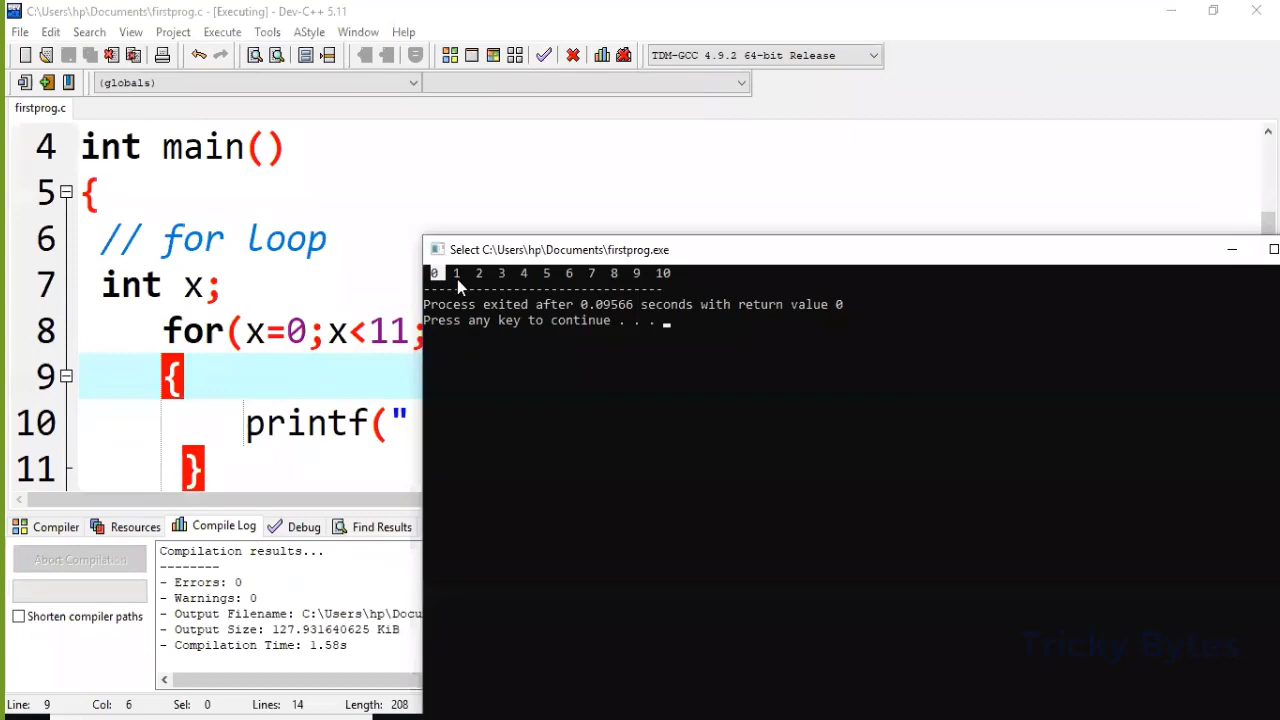 C:\Users\hp\Documents\firstprog.c - [Executing] - Dev-C++ 5.11
File Edit Search View Project Execute Tools AStyle Window Help
TDM-GCC 4.9.2 64-bit Release
(globals)
firstprog.c
4 int main()
5 {
6 // for loop
7 int x;
8 for(x=0;x<11;
9 {
10 printf("
11 }
Select C:\Users\hp\Documents\firstprog.exe
0 1 2 3 4 5 6 7 8 9 10
--------------------------------
Process exited after 0.09566 seconds with return value 0
Press any key to continue . . .
Compiler Resources Compile Log Debug Find Results
Abort Compilation
Shorten compiler paths
Compilation results...
--------
- Errors: 0
- Warnings: 0
- Output Filename: C:\Users\hp\Docu
- Output Size: 127.931640625 KiB
- Compilation Time: 1.58s
Tricky Bytes
Line: 9 Col: 6 Sel: 0 Lines: 14 Length: 208